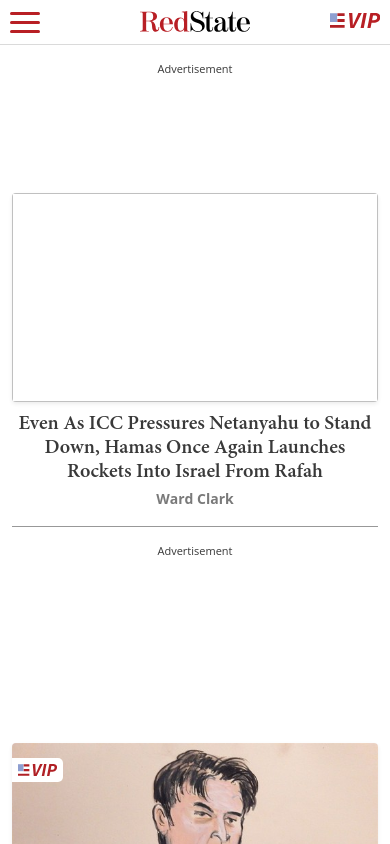 RedState
VIP
Advertisement
Even As ICC Pressures Netanyahu to Stand
Down, Hamas Once Again Launches
Rockets Into Israel From Rafah
Ward Clark
Advertisement
VIP